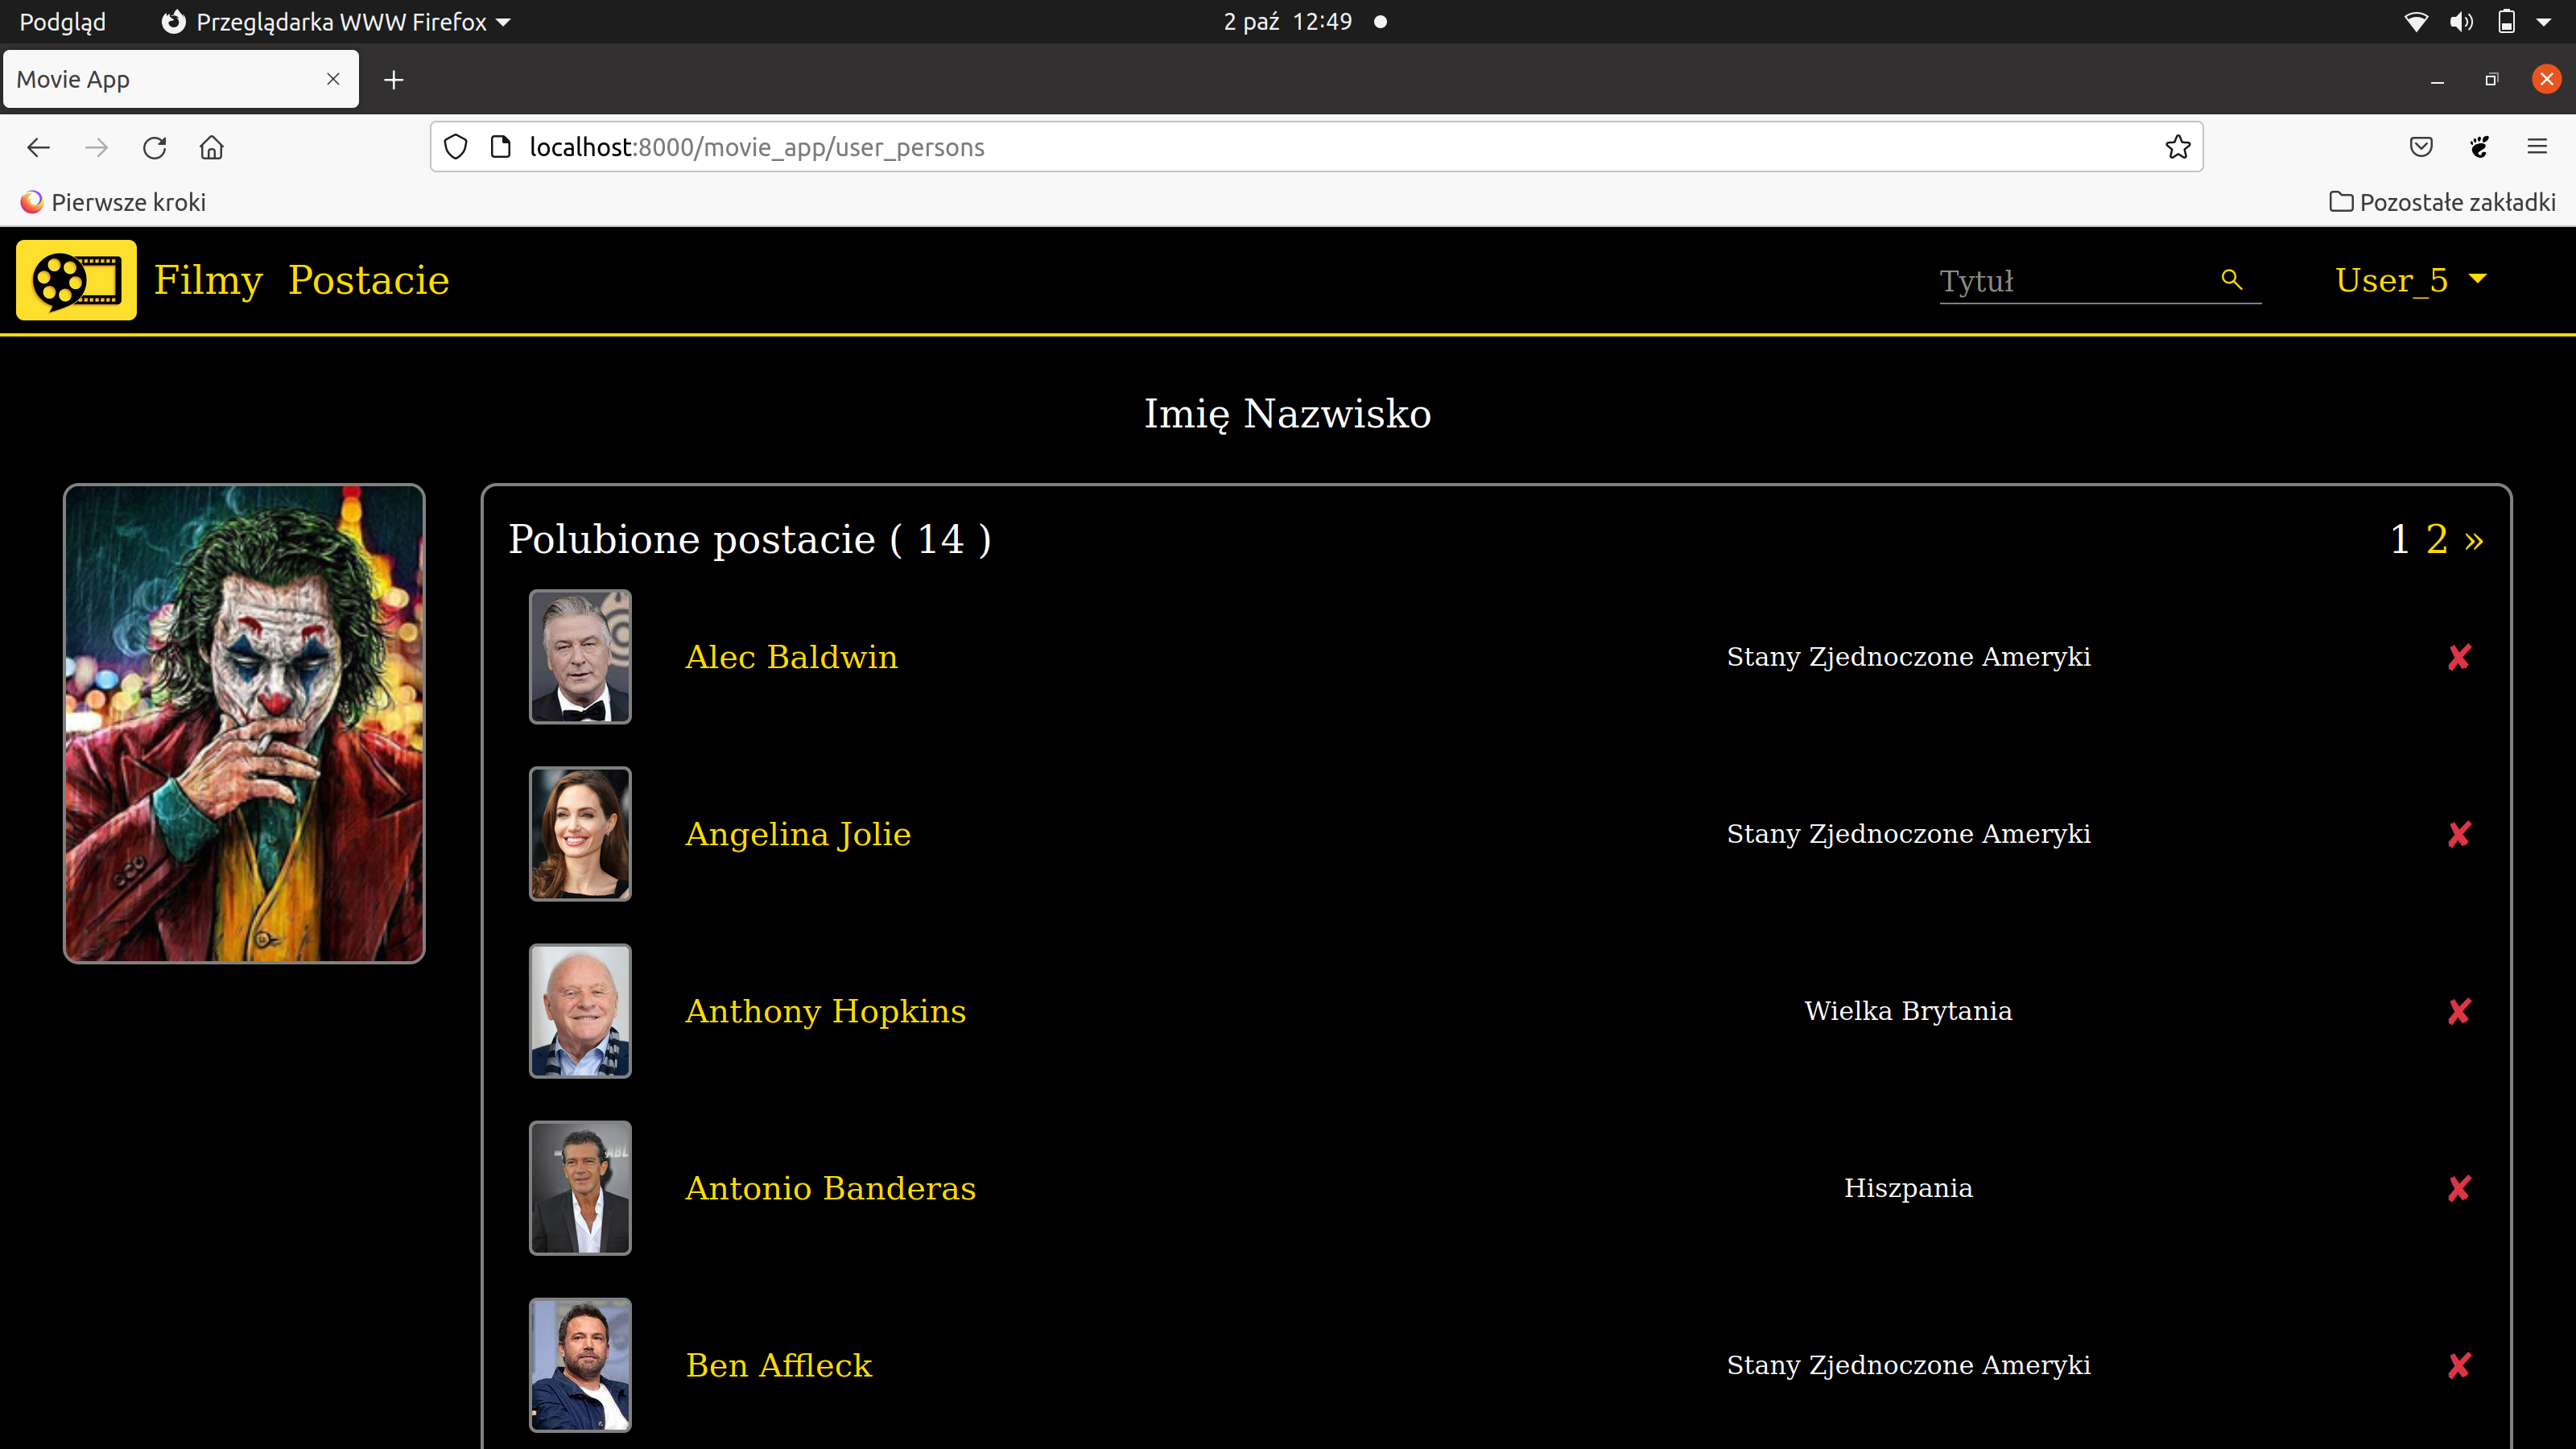 Podgląd Przeglądarka WWW Firefox 2 paź 12:49
Movie App
localhost:8000/movie_app/user_persons
Pierwsze kroki Pozostałe zakładki
Filmy Postacie Tytuł User_5
Imię Nazwisko
Polubione postacie ( 14 ) 1 2 »
Alec Baldwin Stany Zjednoczone Ameryki ✘
Angelina Jolie Stany Zjednoczone Ameryki ✘
Anthony Hopkins Wielka Brytania ✘
Antonio Banderas Hiszpania ✘
Ben Affleck Stany Zjednoczone Ameryki ✘